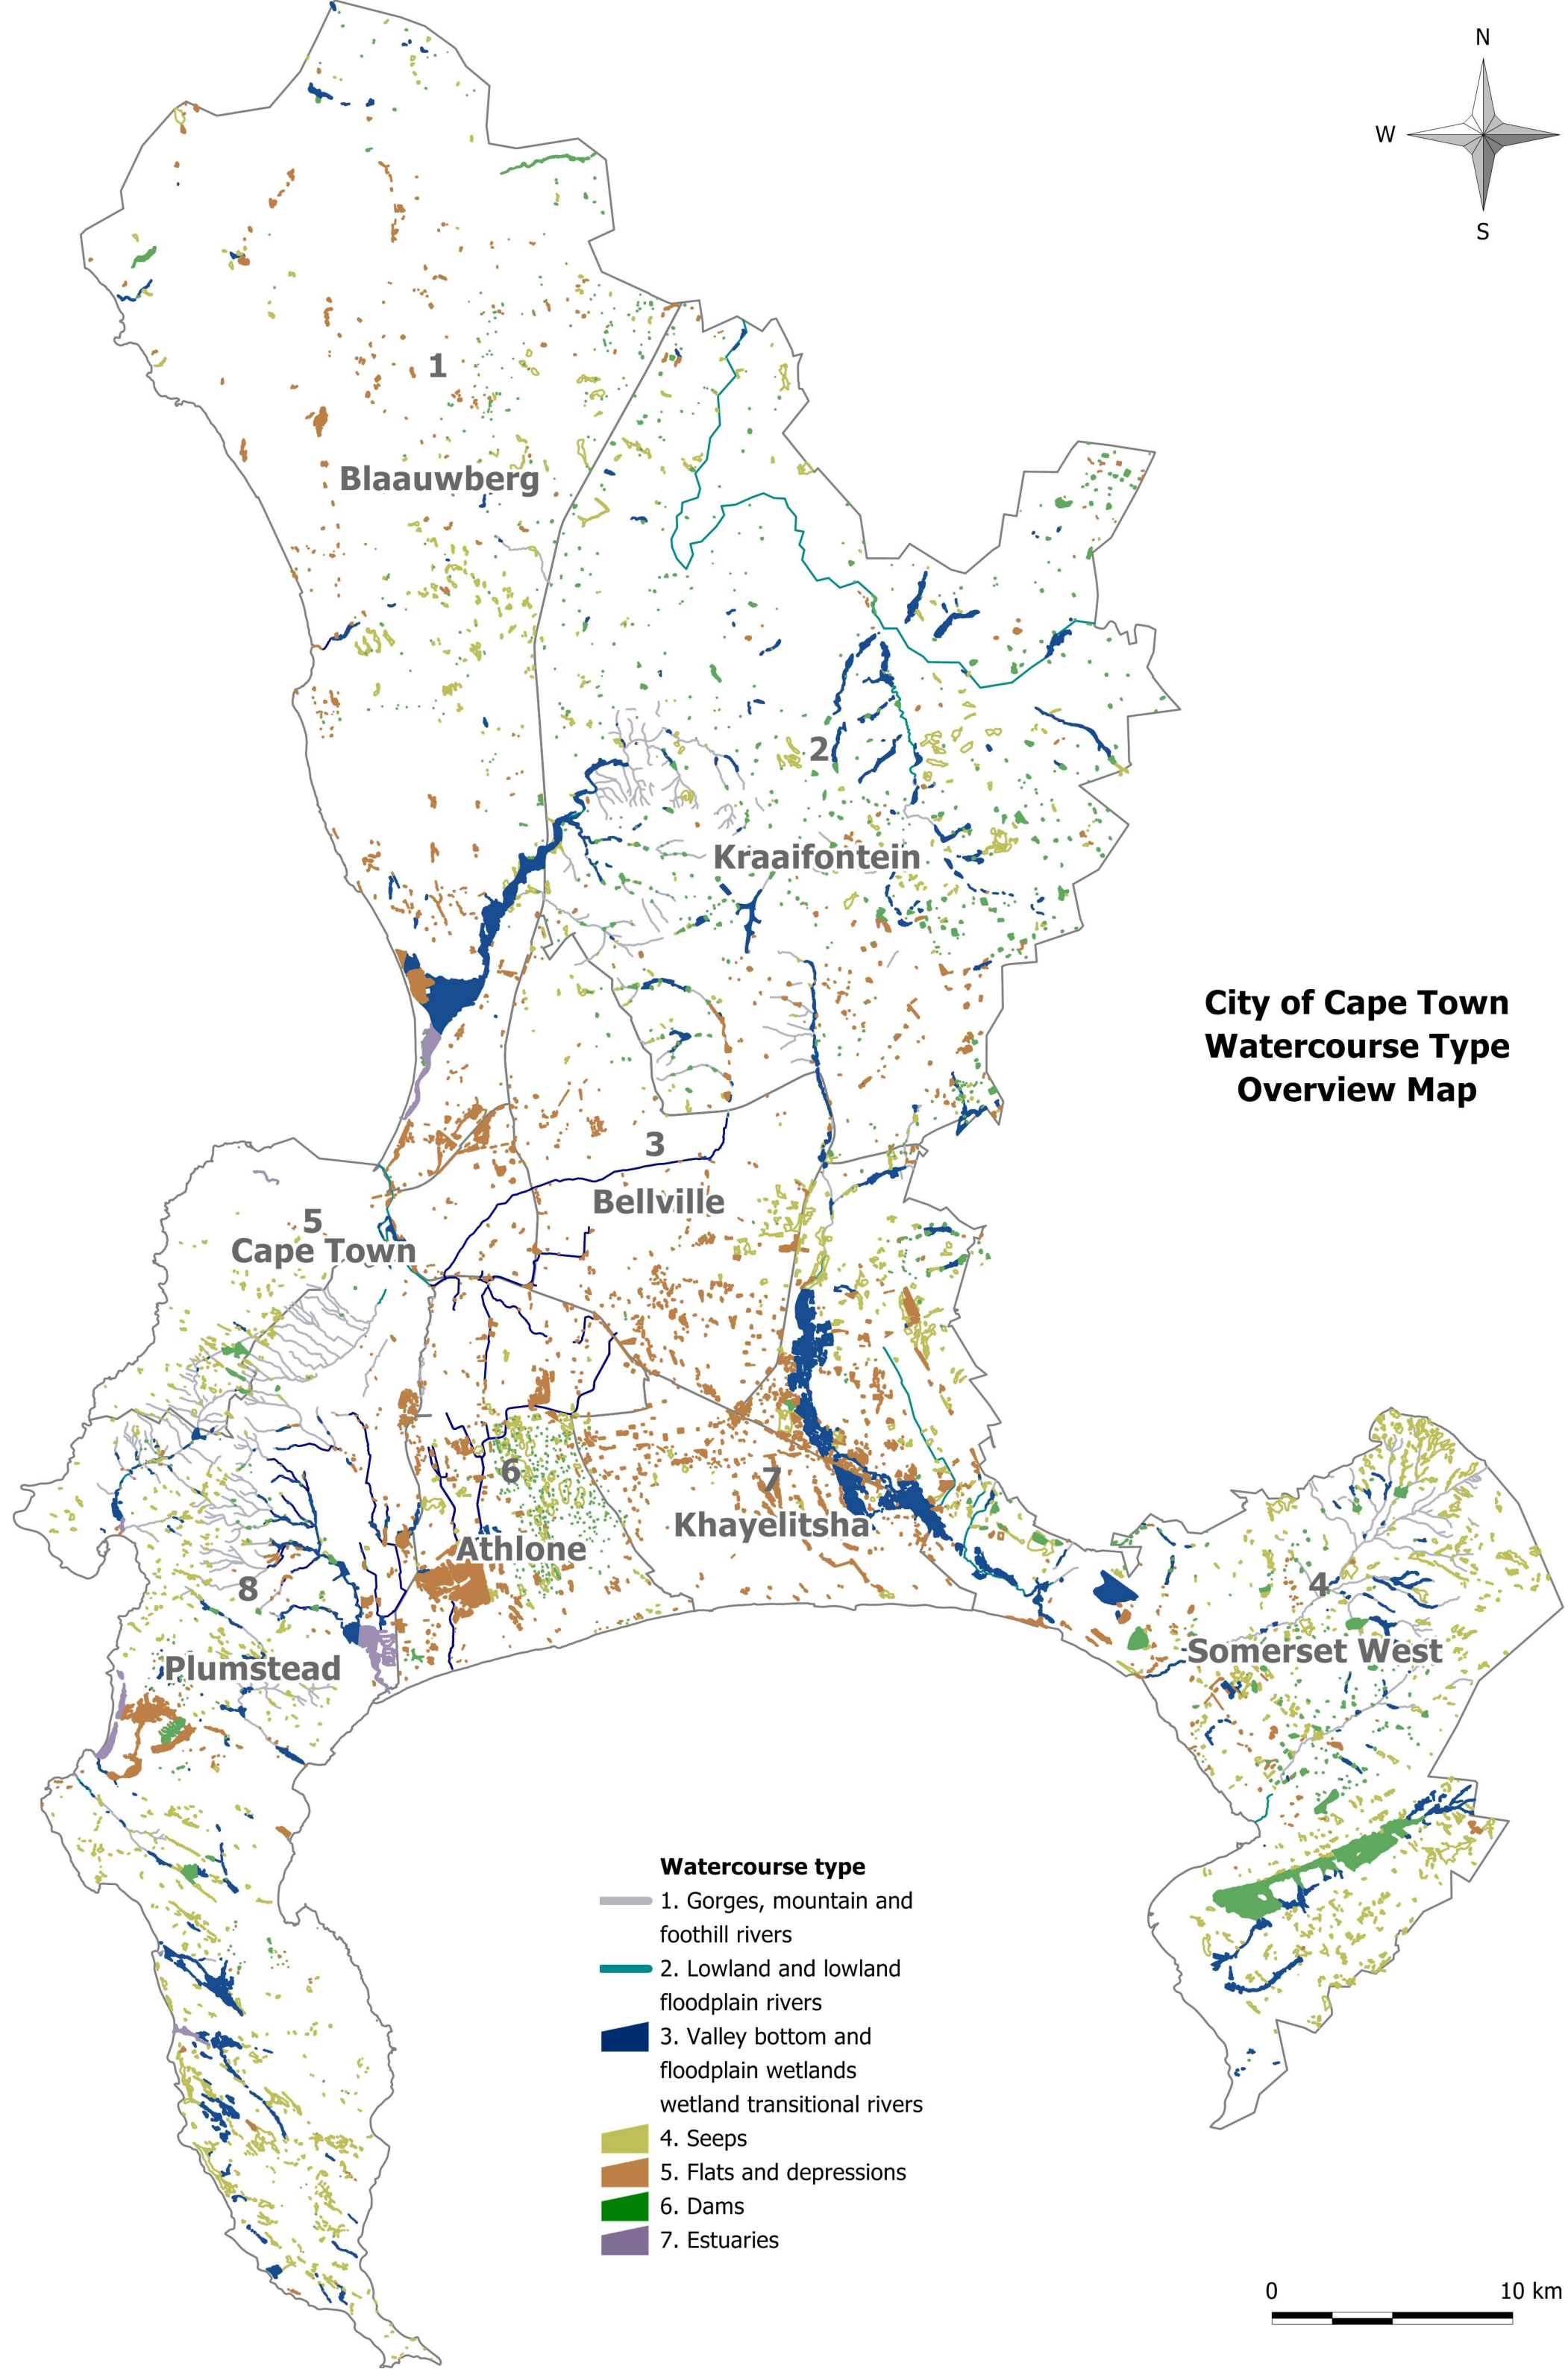 N
W
S
1
Blaauwberg
2
Kraaifontein
City of Cape Town
Watercourse Type
Overview Map
3
Bellville
5
Cape Town
6
Athlone
7
Khayelitsha
8
Plumstead
4
Somerset West
Watercourse type
1. Gorges, mountain and
foothill rivers
2. Lowland and lowland
floodplain rivers
3. Valley bottom and
floodplain wetlands
wetland transitional rivers
4. Seeps
5. Flats and depressions
6. Dams
7. Estuaries
0 10 km